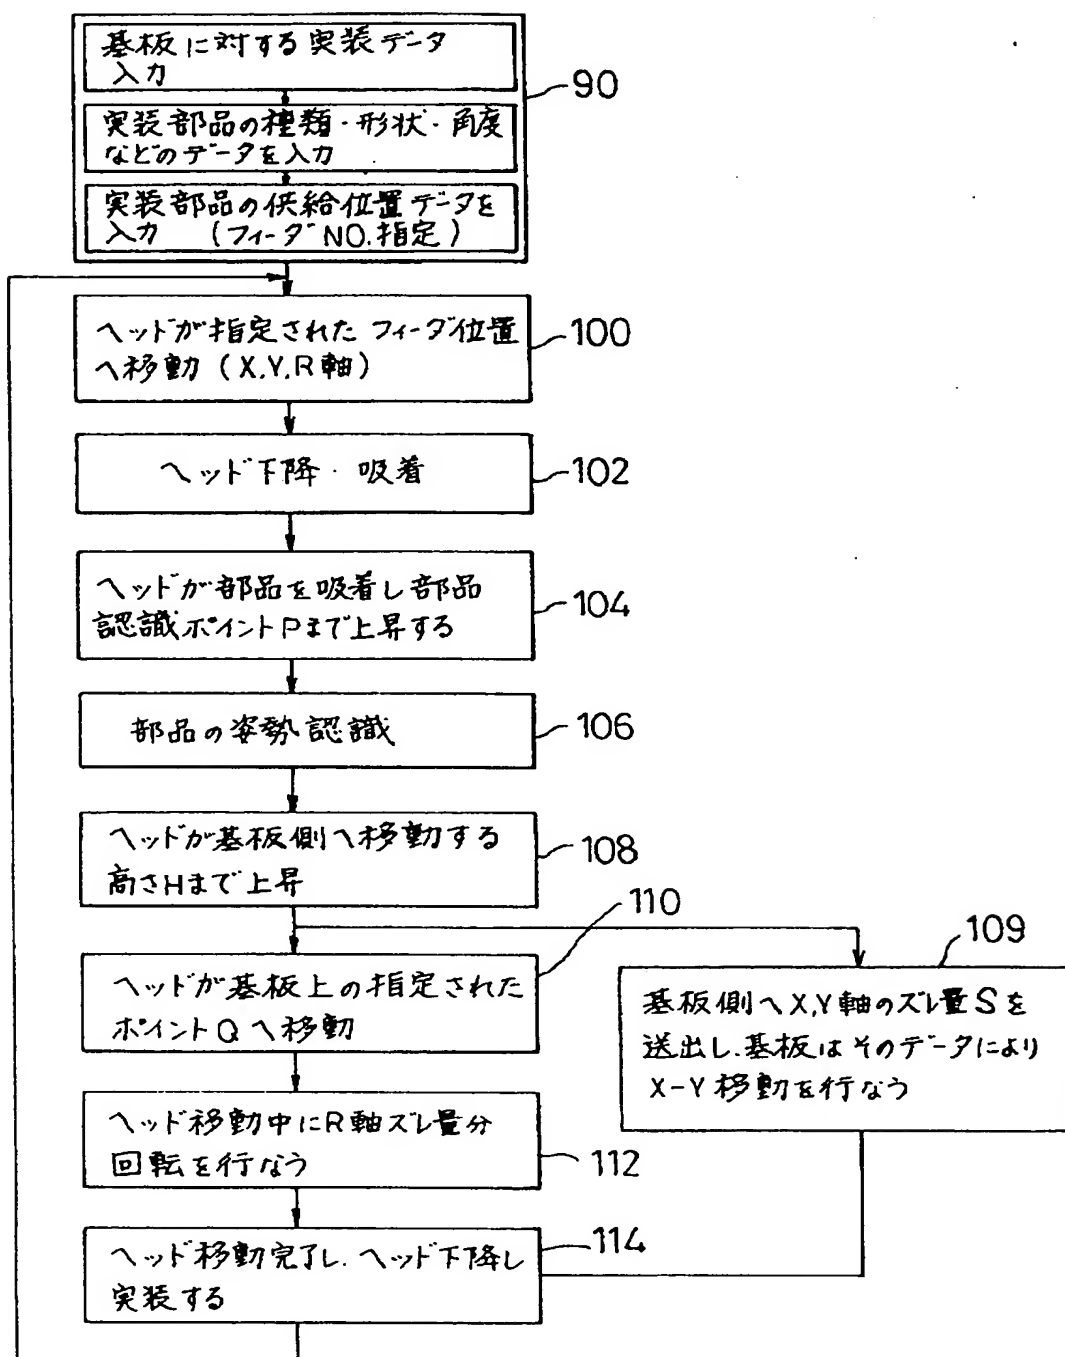 基板に対する実装データ
入力
90
実装部品の種類・形状・角度
などのデータを入力
実装部品の供給位置データを
入力 (フィーダNO.指定)
ヘッドが指定された フィーダ位置
へ移動 (X,Y,R軸)
100
ヘッド下降・吸着
102
ヘッドが部品を吸着し部品
認識ポイントPまで上昇する
104
部品の姿勢認識
106
ヘッドが基板側へ移動する
高さHまで上昇
108
110
109
ヘッドが基板上の指定された
ポイントQへ移動
基板側へX,Y軸のズレ量Sを
送出し.基板はそのデータにより
X-Y移動を行なう
ヘッド移動中にR軸ズレ量分
回転を行なう
112
ヘッド移動完了し.ヘッド下降し
実装する
114